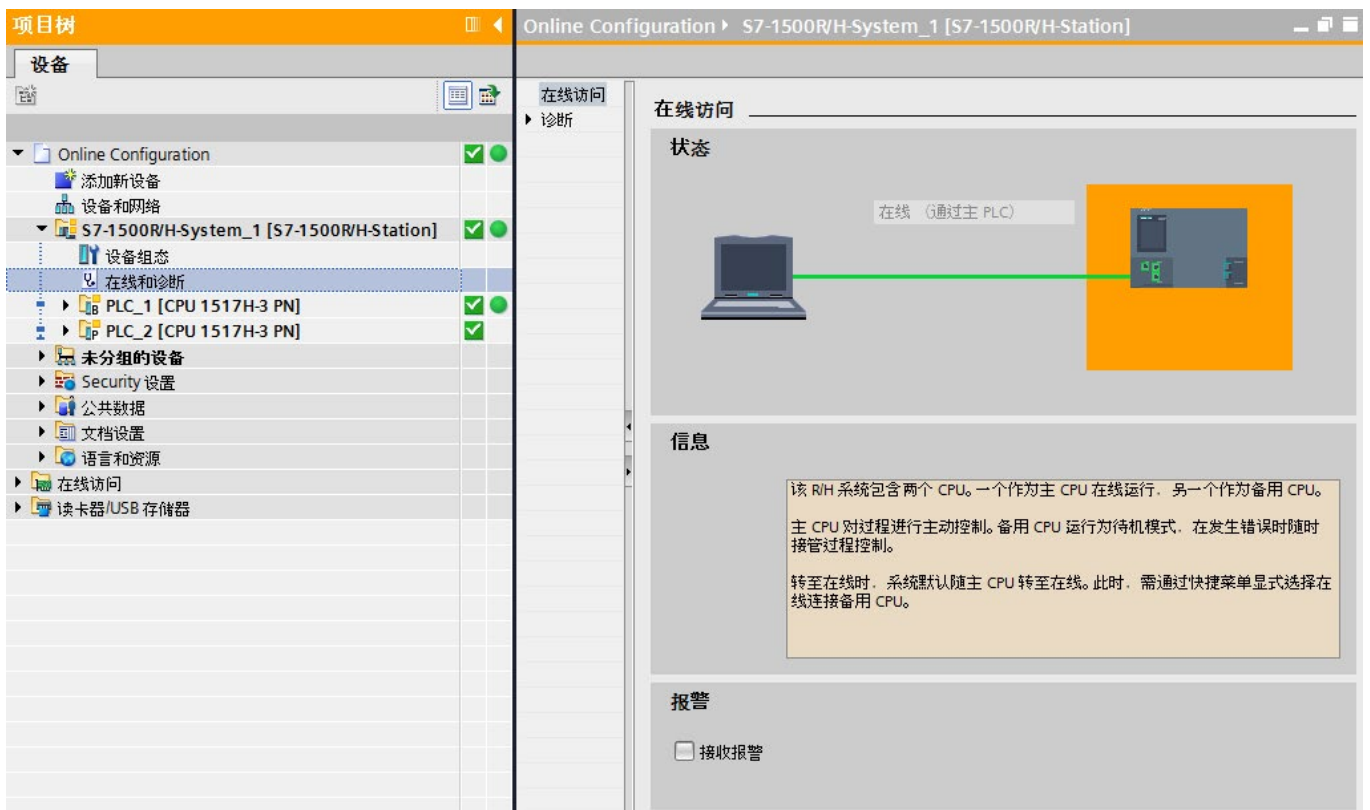 项目树
Online Configuration ▸ S7-1500R/H-System_1 [S7-1500R/H-Station]
设备
在线访问
诊断
Online Configuration
添加新设备
设备和网络
S7-1500R/H-System_1 [S7-1500R/H-Station]
设备组态
在线和诊断
PLC_1 [CPU 1517H-3 PN]
PLC_2 [CPU 1517H-3 PN]
未分组的设备
Security 设置
公共数据
文档设置
语言和资源
在线访问
读卡器/USB 存储器
在线访问
状态
在线 （通过主 PLC）
信息
该 R/H 系统包含两个 CPU。一个作为主 CPU 在线运行，另一个作为备用 CPU。
主 CPU 对过程进行主动控制。备用 CPU 运行为待机模式，在发生错误时随时
接管过程控制。
转至在线时，系统默认随主 CPU 转至在线。此时，需通过快捷菜单显式选择在
线连接备用 CPU。
报警
接收报警